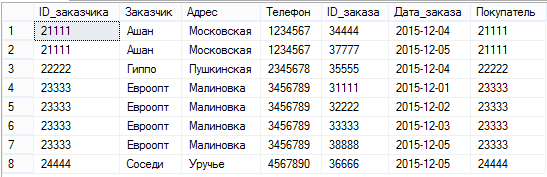 ID_заказчика Заказчик Адрес Телефон ID_заказа Дата_заказа Покупатель
1 21111 Ашан Московская 1234567 34444 2015-12-04 21111
2 21111 Ашан Московская 1234567 37777 2015-12-05 21111
3 22222 Гиппо Пушкинская 2345678 35555 2015-12-04 22222
4 23333 Евроопт Малиновка 3456789 31111 2015-12-01 23333
5 23333 Евроопт Малиновка 3456789 32222 2015-12-02 23333
6 23333 Евроопт Малиновка 3456789 33333 2015-12-03 23333
7 23333 Евроопт Малиновка 3456789 38888 2015-12-05 23333
8 24444 Соседи Уручье 4567890 36666 2015-12-05 24444